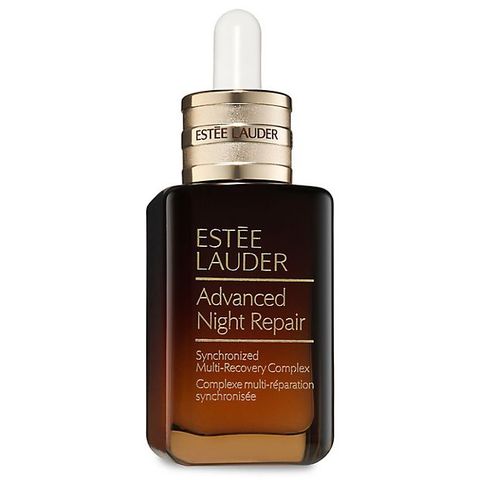 ESTĒE LAUDER
ESTĒE
LAUDER
Advanced
Night Repair
Synchronized
Multi-Recovery Complex
Complexe multi-réparation
synchronisée